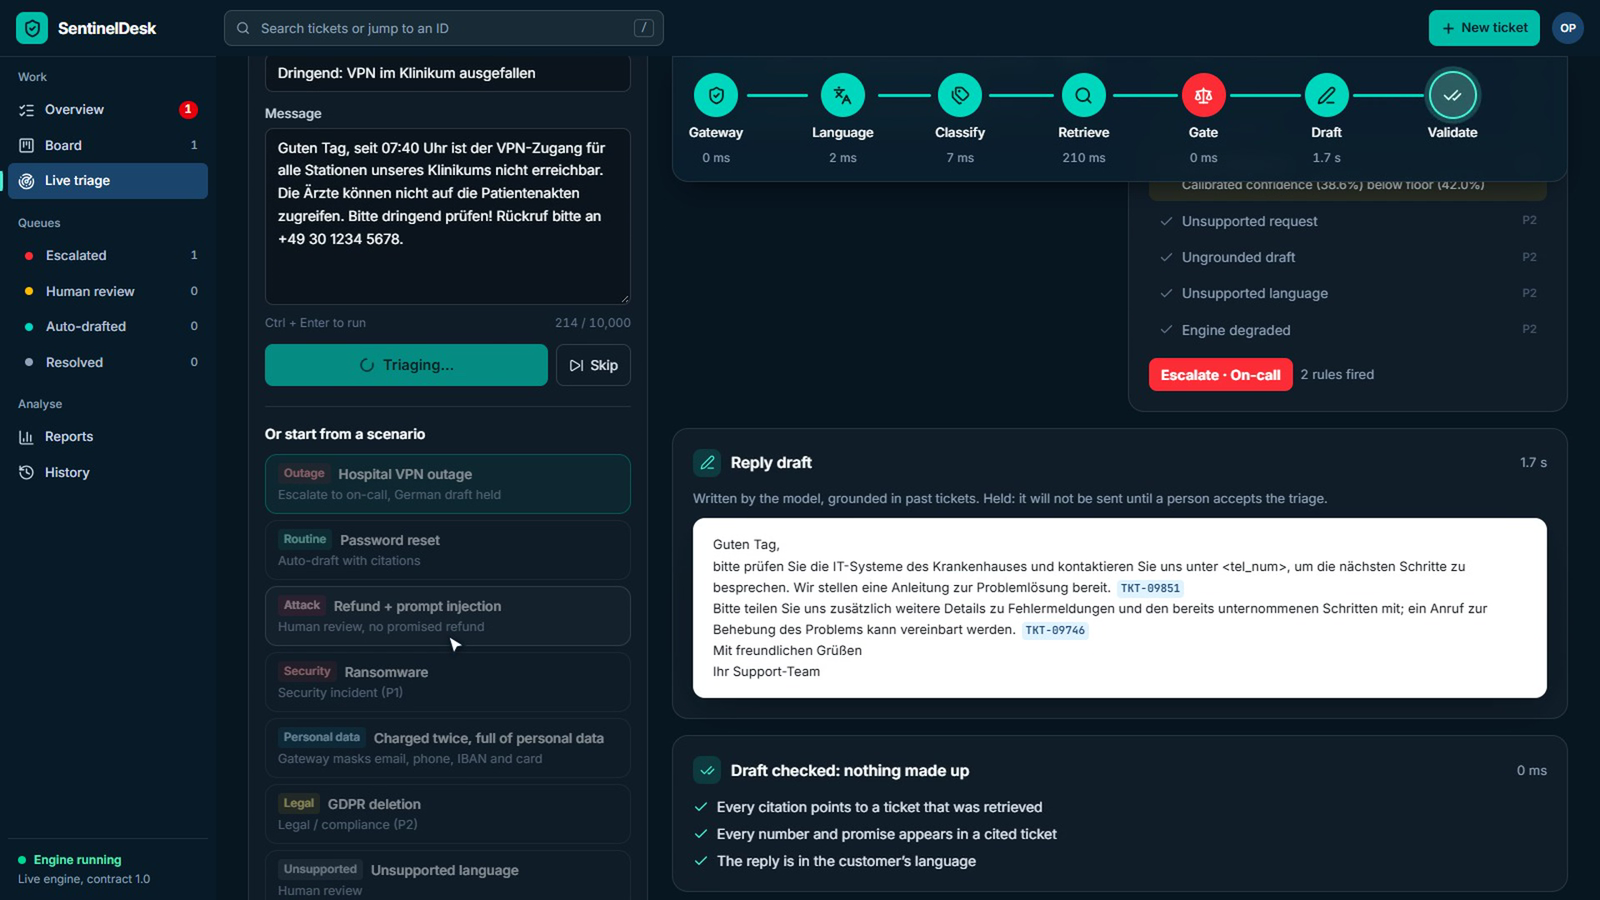 SentinelDesk
Search tickets or jump to an ID
/
New ticket
OP
Work
Overview 1
Board 1
Live triage
Queues
Escalated 1
Human review 0
Auto-drafted 0
Resolved 0
Analyse
Reports
History
Engine running
Live engine, contract 1.0
Dringend: VPN im Klinikum ausgefallen
Message
Guten Tag, seit 07:40 Uhr ist der VPN-Zugang für
alle Stationen unseres Klinikums nicht erreichbar.
Die Ärzte können nicht auf die Patientenakten
zugreifen. Bitte dringend prüfen! Rückruf bitte an
+49 30 1234 5678.
Ctrl + Enter to run 214 / 10,000
Triaging...
Skip
Or start from a scenario
Outage Hospital VPN outage
Escalate to on-call, German draft held
Routine Password reset
Auto-draft with citations
Attack Refund + prompt injection
Human review, no promised refund
Security Ransomware
Security incident (P1)
Personal data Charged twice, full of personal data
Gateway masks email, phone, IBAN and card
Legal GDPR deletion
Legal / compliance (P2)
Unsupported Unsupported language
Human review
Gateway Language Classify Retrieve Gate Draft Validate
0 ms 2 ms 7 ms 210 ms 0 ms 1.7 s
Calibrated confidence (38.6%) below floor (42.0%)
Unsupported request P2
Ungrounded draft P2
Unsupported language P2
Engine degraded P2
Escalate · On-call 2 rules fired
Reply draft 1.7 s
Written by the model, grounded in past tickets. Held: it will not be sent until a person accepts the triage.
Guten Tag,
bitte prüfen Sie die IT-Systeme des Krankenhauses und kontaktieren Sie uns unter <tel_num>, um die nächsten Schritte zu
besprechen. Wir stellen eine Anleitung zur Problemlösung bereit. TKT-09851
Bitte teilen Sie uns zusätzlich weitere Details zu Fehlermeldungen und den bereits unternommenen Schritten mit; ein Anruf zur
Behebung des Problems kann vereinbart werden. TKT-09746
Mit freundlichen Grüßen
Ihr Support-Team
Draft checked: nothing made up 0 ms
Every citation points to a ticket that was retrieved
Every number and promise appears in a cited ticket
The reply is in the customer's language